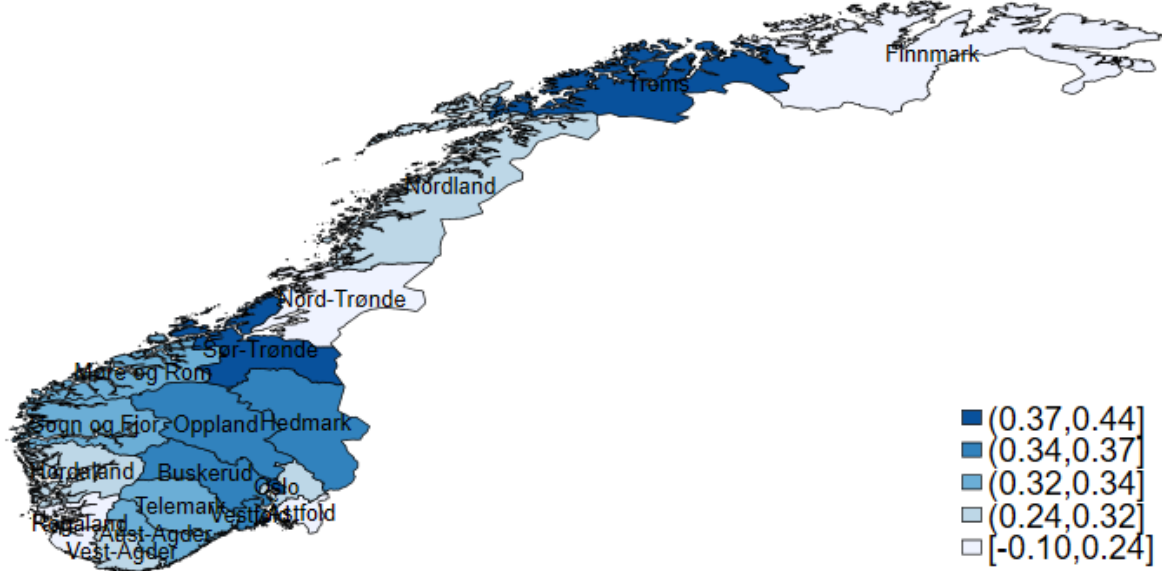 Finnmark
Troms
Nordland
Nord-Trønde
Sør-Trønde
Møre og Rom
Sogn og Fjor
Oppland
Hedmark
Hordaland
Buskerud
Oslo
Telemark
Vestfold
Østfold
Rogaland
Aust-Agder
Vest-Agder
(0.37,0.44]
(0.34,0.37]
(0.32,0.34]
(0.24,0.32]
[-0.10,0.24]